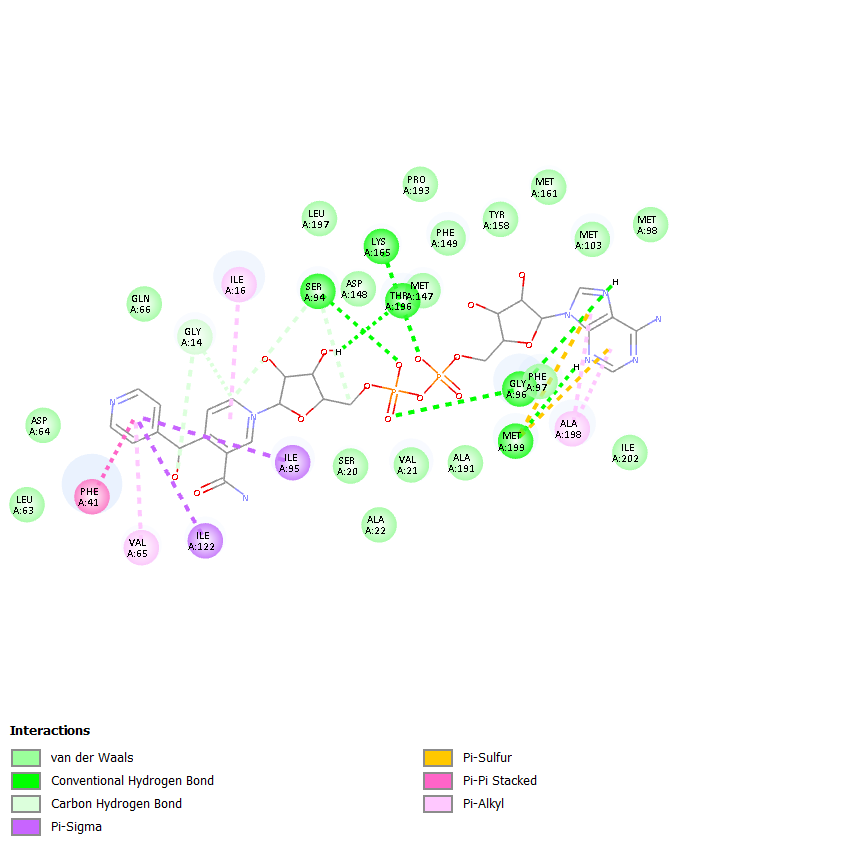 PRO
A:193
MET
A:161
LEU
A:197
TYR
A:158
MET
A:98
PHE
A:149
MET
A:103
LYS
A:165
ILE
A:16
SER
A:94
ASP
A:148
THR
A:196
MET
A:147
GLN
A:66
GLY
A:14
H
O
O
N
H
N
N
O
O
H
O
O
O
O
P
P
O
N
N
H
O
O
O
O
GLY
A:96
PHE
A:97
N
O
N
ASP
A:64
ALA
A:198
MET
A:199
ILE
A:202
ILE
A:95
SER
A:20
VAL
A:21
ALA
A:191
O
O
N
PHE
A:41
LEU
A:63
ALA
A:22
VAL
A:65
ILE
A:122
Interactions
van der Waals
Conventional Hydrogen Bond
Carbon Hydrogen Bond
Pi-Sigma
Pi-Sulfur
Pi-Pi Stacked
Pi-Alkyl